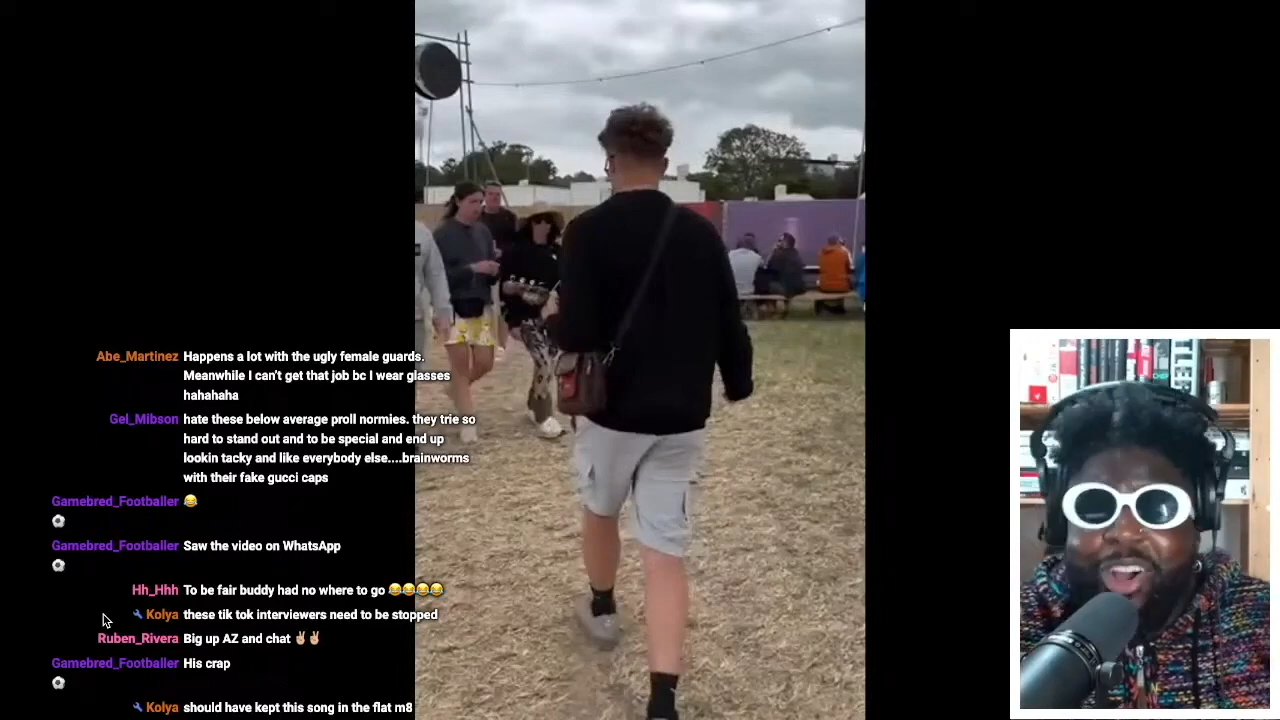 Abe_Martinez Happens a lot with the ugly female guards.
Meanwhile I can't get that job bc I wear glasses
hahahaha
Gel_Mibson hate these below average proll normies. they trie so
hard to stand out and to be special and end up
lookin tacky and like everybody else....brainworms
with their fake gucci caps
Gamebred_Footballer 😂
⚽
Gamebred_Footballer Saw the video on WhatsApp
⚽
Hh_Hhh To be fair buddy had no where to go 😂😂😂😂
Kolya these tik tok interviewers need to be stopped
Ruben_Rivera Big up AZ and chat ✌🏼✌🏼
Gamebred_Footballer His crap
⚽
Kolya should have kept this song in the flat m8